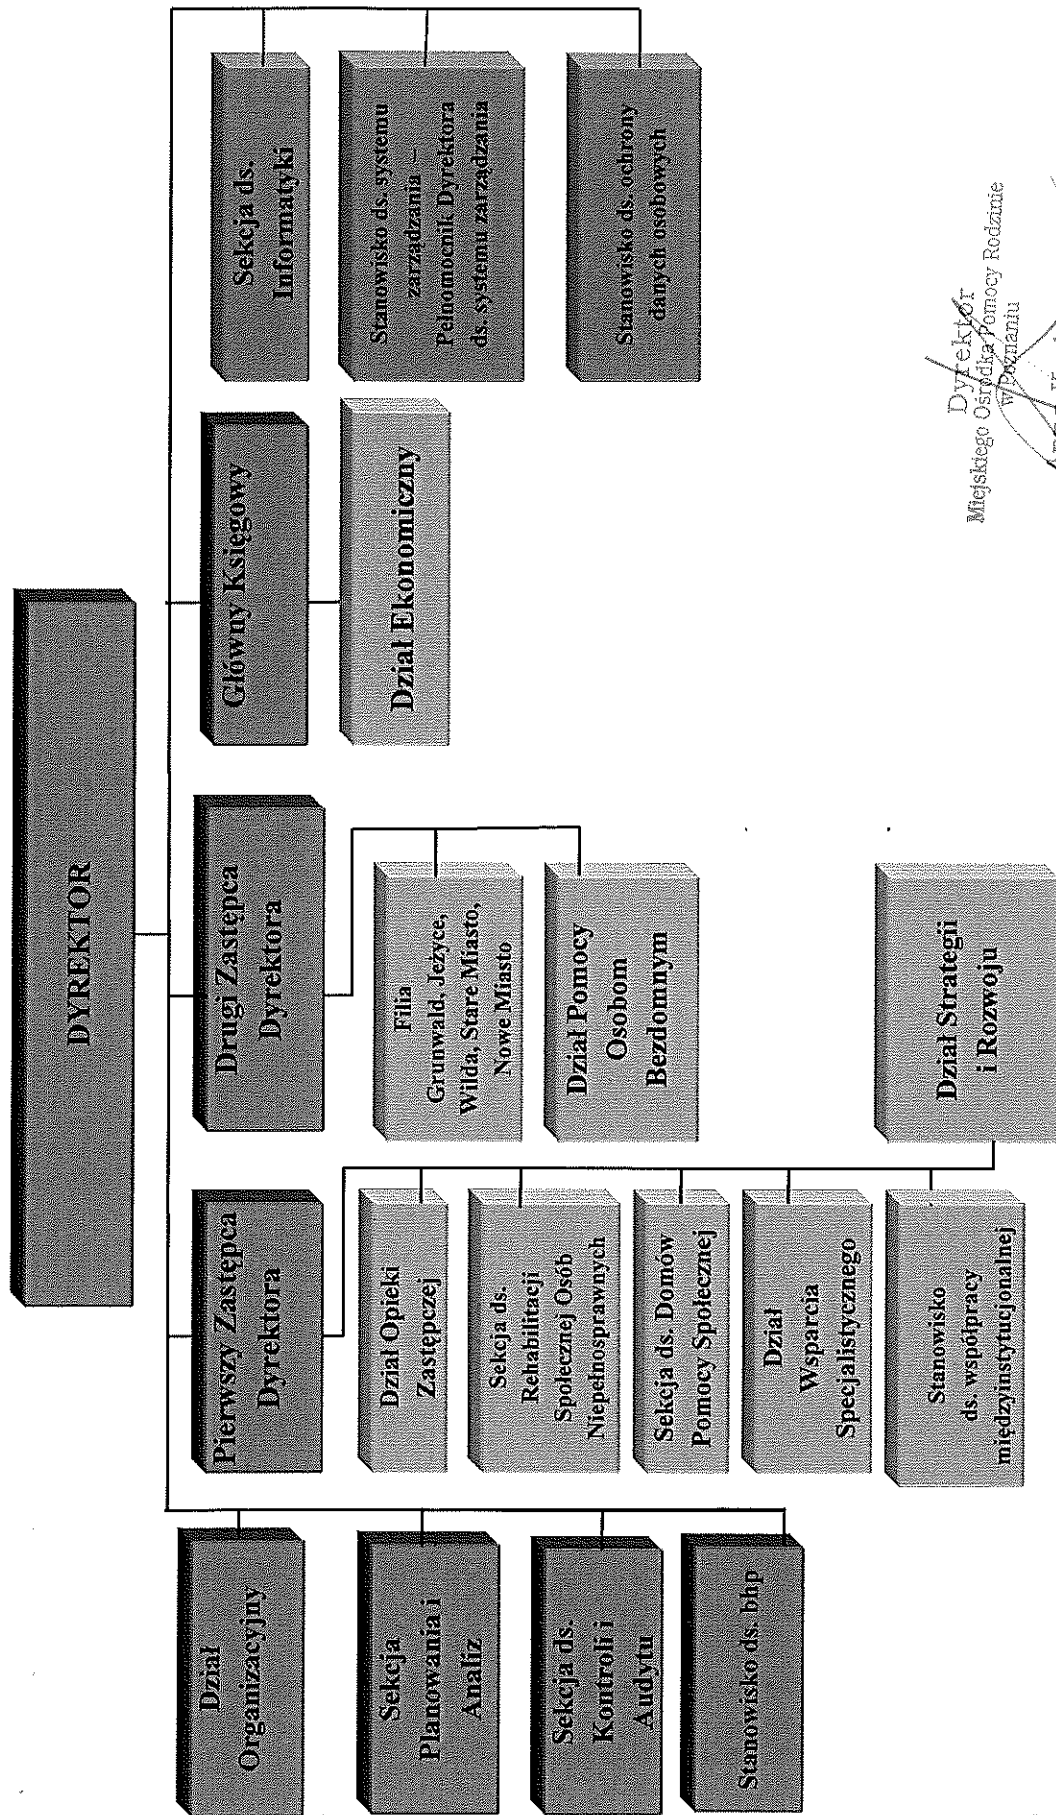 DYREKTOR
Dział
Organizacyjny
Sekcja
Planowania i
Analiz
Sekcja ds.
Kontroli i
Audytu
Stanowisko ds. bhp
Pierwszy Zastępca
Dyrektora
Dział Opieki
Zastępczej
Sekcja ds.
Rehabilitacji
Społecznej Osób
Niepełnosprawnych
Sekcja ds. Domów
Pomocy Społecznej
Dział
Wsparcia
Specjalistycznego
Stanowisko
ds. współpracy
międzyinstytucjonalnej
Dział Strategii
i Rozwoju
Drugi Zastępca
Dyrektora
Filia
Grunwald, Jeżyce,
Wilda, Stare Miasto,
Nowe Miasto
Dział Pomocy
Osobom
Bezdomnym
Główny Księgowy
Dział Ekonomiczny
Sekcja ds.
Informatyki
Stanowisko ds. systemu
zarządzania –
Pełnomocnik Dyrektora
ds. systemu zarządzania
Stanowisko ds. ochrony
danych osobowych
Dyrektor
Miejskiego Ośrodka Pomocy Rodzinie
w Poznaniu